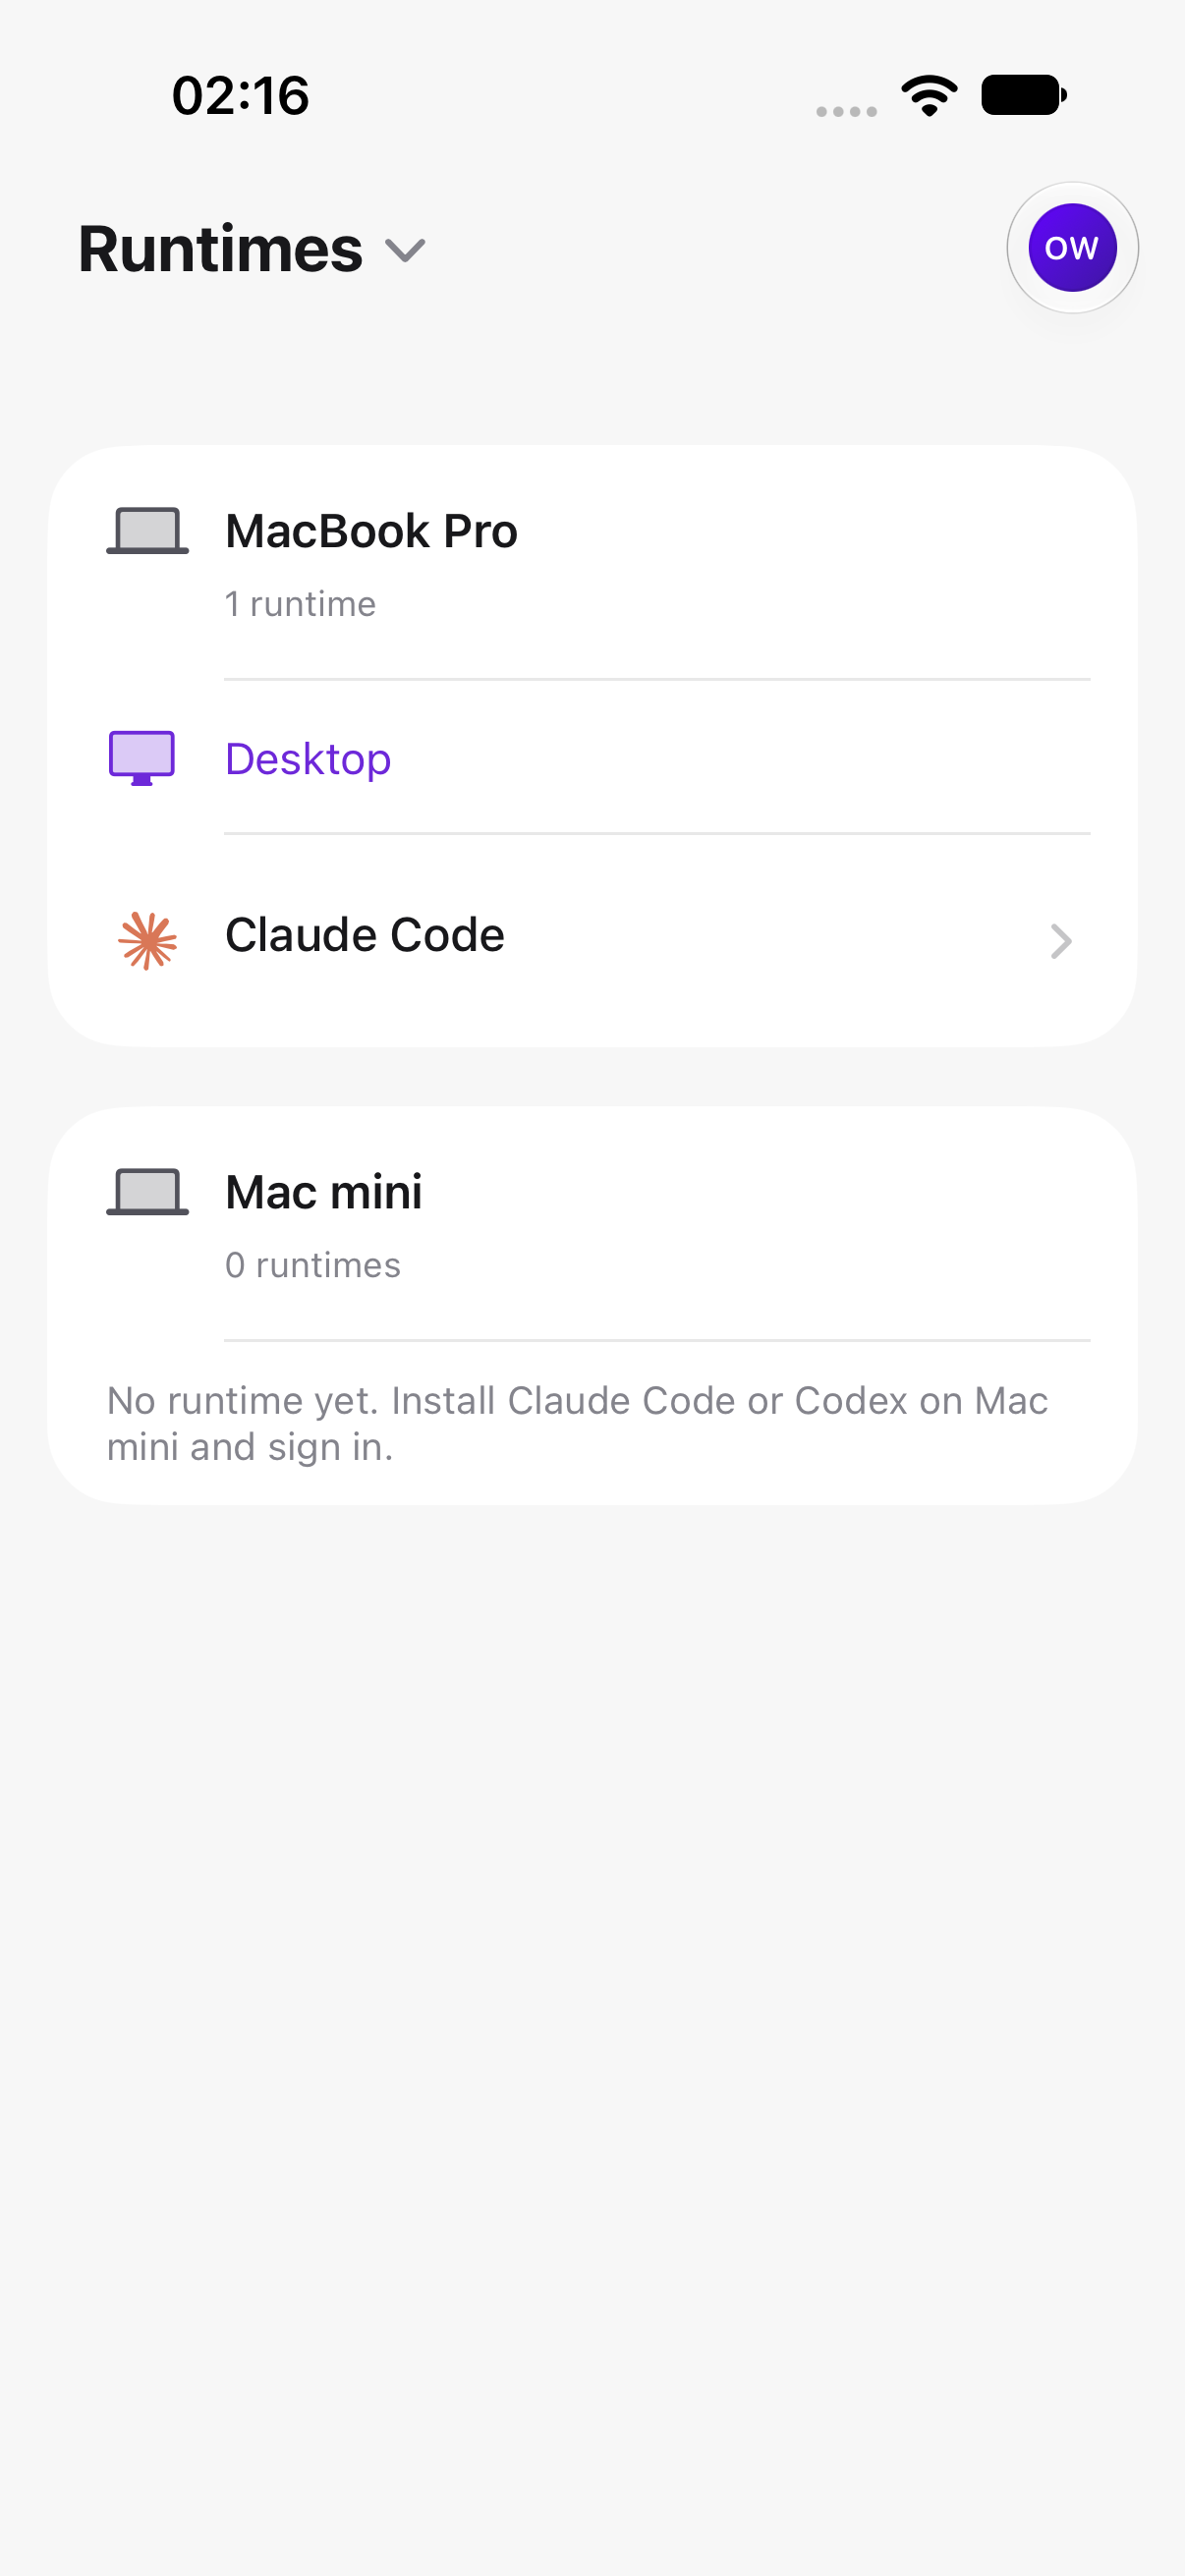 02:16
Runtimes
OW
MacBook Pro
1 runtime
Desktop
Claude Code
Mac mini
0 runtimes
No runtime yet. Install Claude Code or Codex on Mac
mini and sign in.